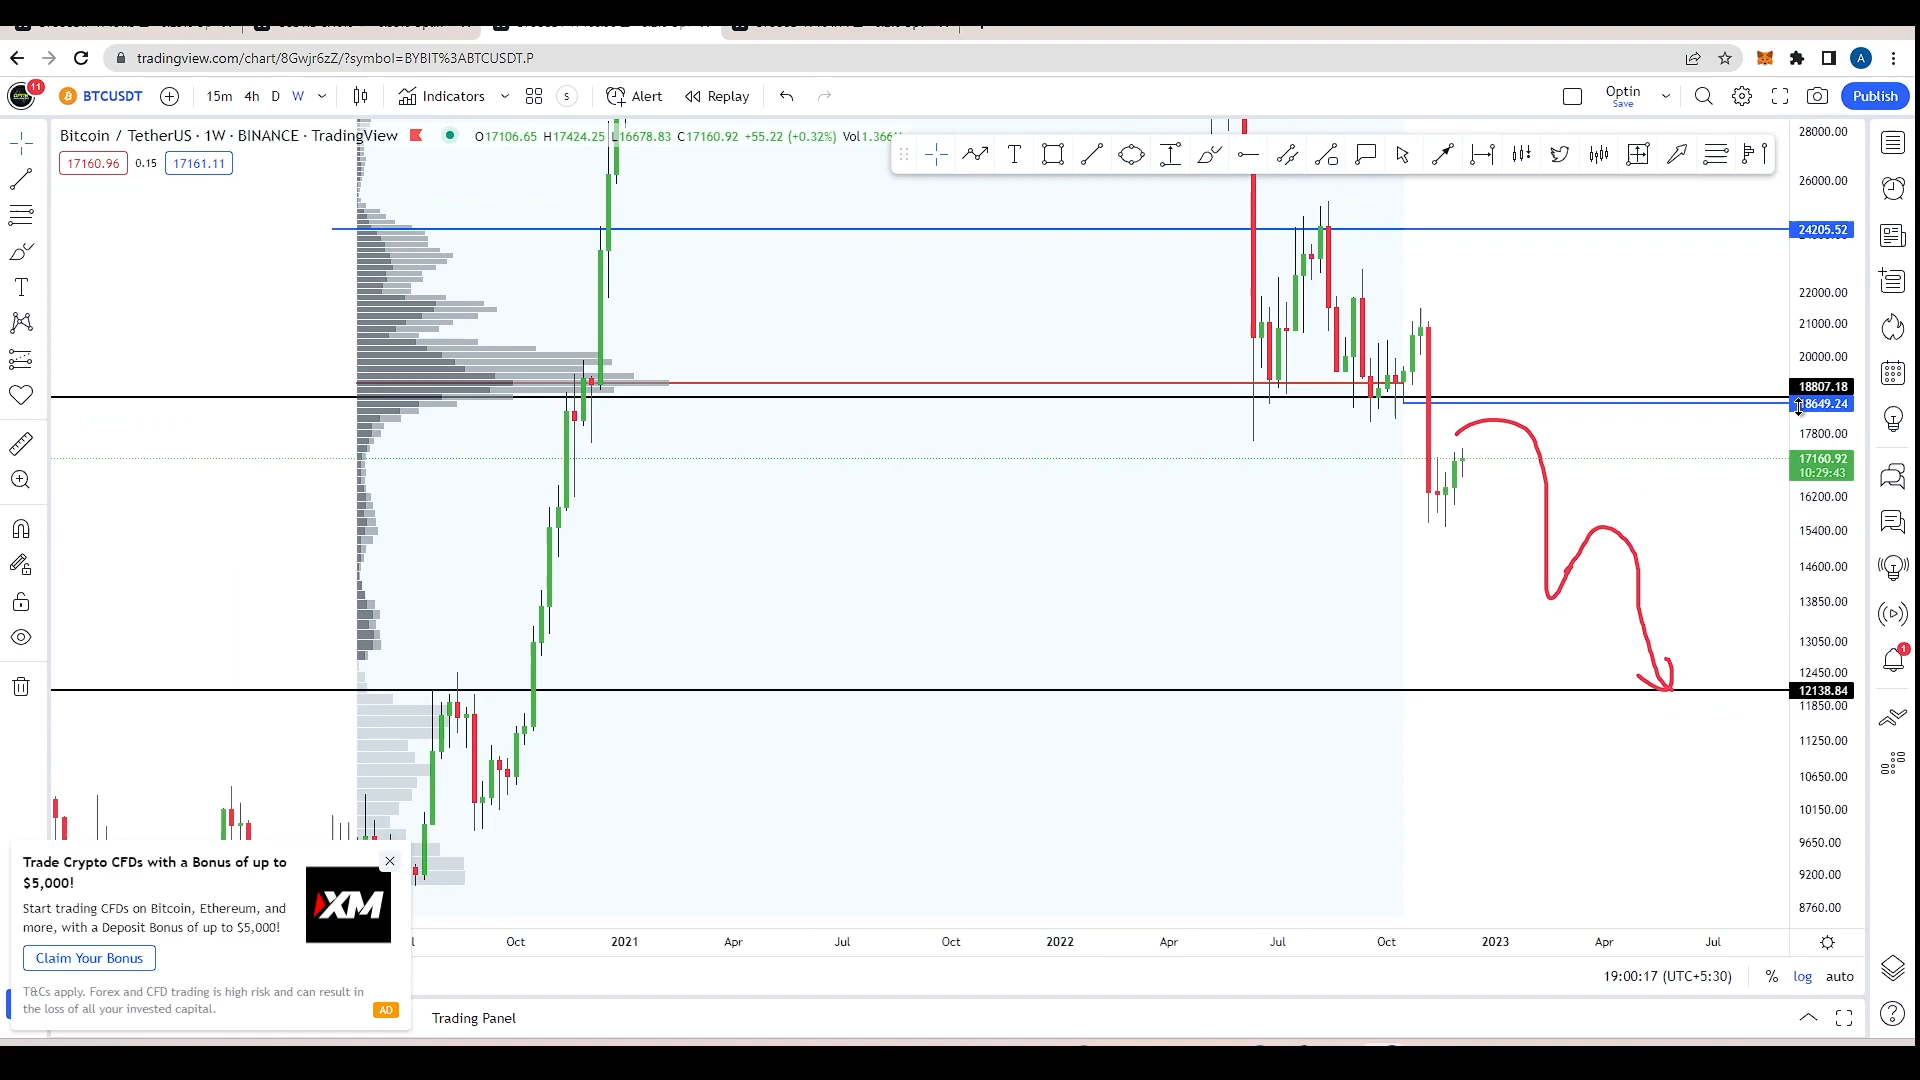 tradingview.com/chart/8Gwjr6zZ/?symbol=BYBIT%3ABTCUSDT.P
A
11
BTCUSDT
15m 4h D W
Indicators
S
Alert
Replay
Optin
Save
Publish
Bitcoin / TetherUS · 1W · BINANCE · TradingView
O17106.65 H17424.25 L16678.83 C17160.92 +55.22 (+0.32%)
17160.96 0.15 17161.11
28000.00
26000.00
24205.52
22000.00
21000.00
20000.00
18807.18
8649.24
17800.00
17160.92
10:29:43
16200.00
15400.00
14600.00
13850.00
13050.00
12450.00
12138.84
11850.00
11250.00
10650.00
10150.00
9650.00
9200.00
8760.00
1
Oct 2021 Apr Jul Oct 2022 Apr Jul Oct 2023 Apr Jul
19:00:17 (UTC+5:30) % log auto
Trading Panel
Trade Crypto CFDs with a Bonus of up to
$5,000!
Start trading CFDs on Bitcoin, Ethereum, and
more, with a Deposit Bonus of up to $5,000!
XM
Claim Your Bonus
T&Cs apply. Forex and CFD trading is high risk and can result in
the loss of all your invested capital.
AD